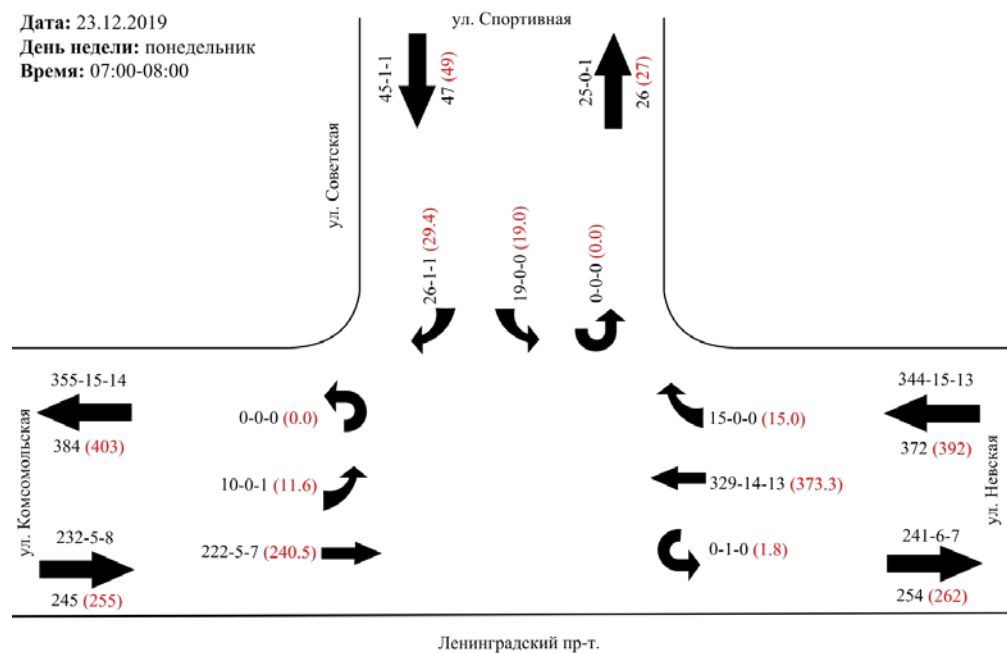 Дата: 23.12.2019
День недели: понедельник
Время: 07:00-08:00
ул. Спортивная
45-1-1
47 (49)
25-0-1
26 (27)
ул. Советская
26-1-1 (29.4)
19-0-0 (19.0)
0-0-0 (0.0)
355-15-14
384 (403)
0-0-0 (0.0)
15-0-0 (15.0)
344-15-13
372 (392)
ул. Комсомольская
10-0-1 (11.6)
329-14-13 (373.3)
ул. Невская
232-5-8
245 (255)
222-5-7 (240.5)
0-1-0 (1.8)
241-6-7
254 (262)
Ленинградский пр-т.